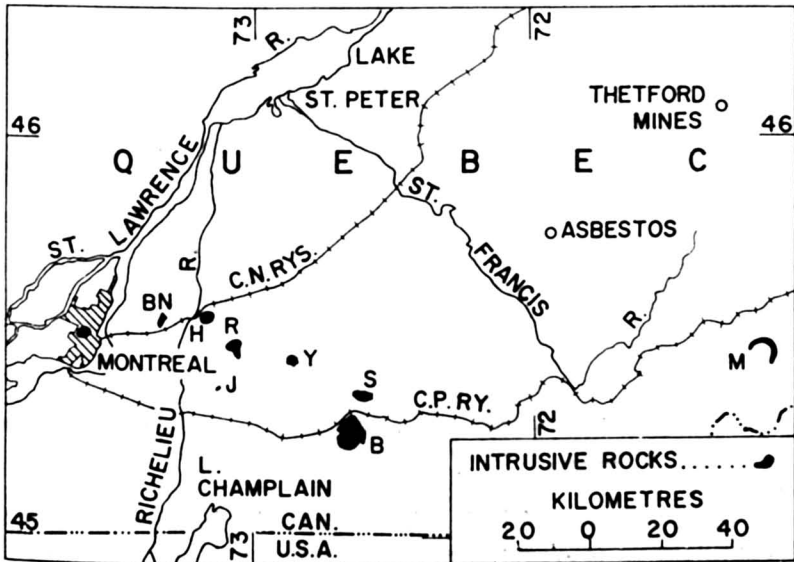 73
72
R.
LAKE
ST. PETER
THETFORD
MINES
46
46
Q U E B E C
ST. LAWRENCE
ST. FRANCIS R.
ASBESTOS
R.
C.N. RYS.
BN
H
R
M
MONTREAL
Y
J
S
C.P. RY.
72
B
RICHELIEU
L.
CHAMPLAIN
INTRUSIVE ROCKS......
KILOMETRES
45
CAN.
73
U.S.A.
20 0 20 40